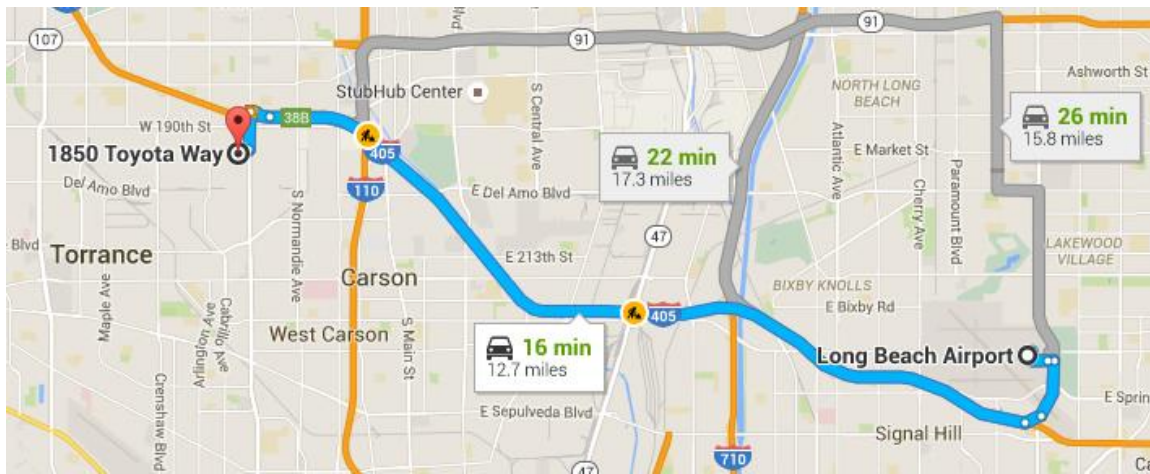 107
91
91
S Central Ave
Ashworth St
StubHub Center
NORTH LONG
BEACH
38B
W 190th St
26 min
15.8 miles
1850 Toyota Way
405
22 min
17.3 miles
Atlantic Ave
E Market St
Del Amo Blvd
110
E Del Amo Blvd
Cherry Ave
Paramount Blvd
S Normandie Ave
47
Blvd
Torrance
E 213th St
LAKEWOOD
VILLAGE
Carson
BIXBY KNOLLS
E Bixby Rd
Maple Ave
Arlington Ave
Cabrillo Ave
West Carson
S Main St
405
16 min
12.7 miles
Long Beach Airport
Crenshaw Blvd
E Sepulveda Blvd
E Sprin
Signal Hill
710
47
Ca